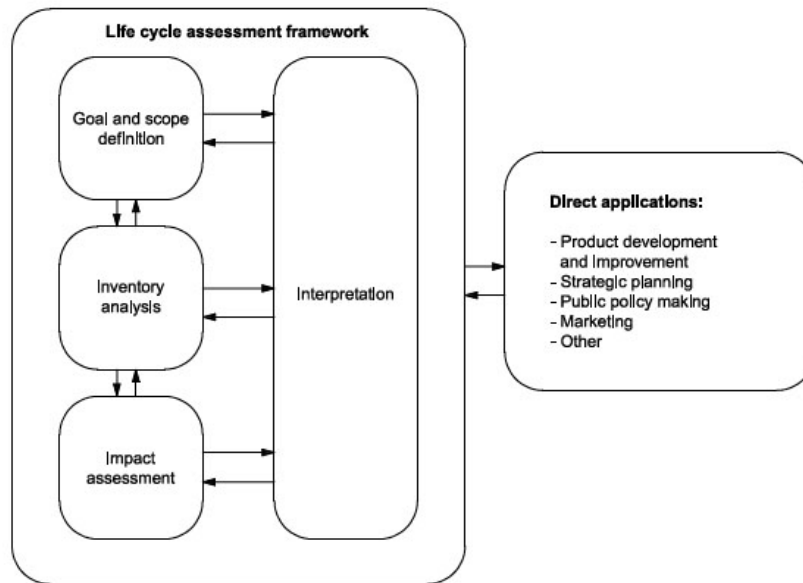 Life cycle assessment framework
Goal and scope
definition
Inventory
analysis
Impact
assessment
Interpretation
Direct applications:
- Product development
and improvement
- Strategic planning
- Public policy making
- Marketing
- Other